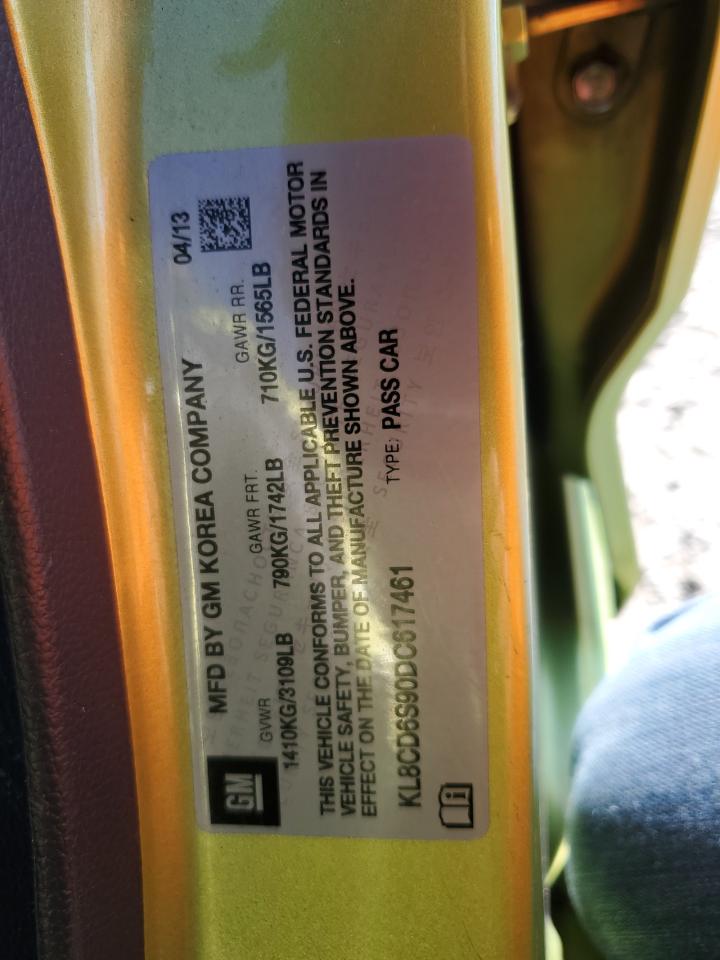 GM
MFD BY GM KOREA COMPANY 04/13
GVWR GAWR FRT. GAWR RR.
1410KG/3109LB 790KG/1742LB 710KG/1565LB
THIS VEHICLE CONFORMS TO ALL APPLICABLE U.S. FEDERAL MOTOR
VEHICLE SAFETY, BUMPER, AND THEFT PREVENTION STANDARDS IN
EFFECT ON THE DATE OF MANUFACTURE SHOWN ABOVE.
KL8CD6S90DC617461 TYPE: PASS CAR